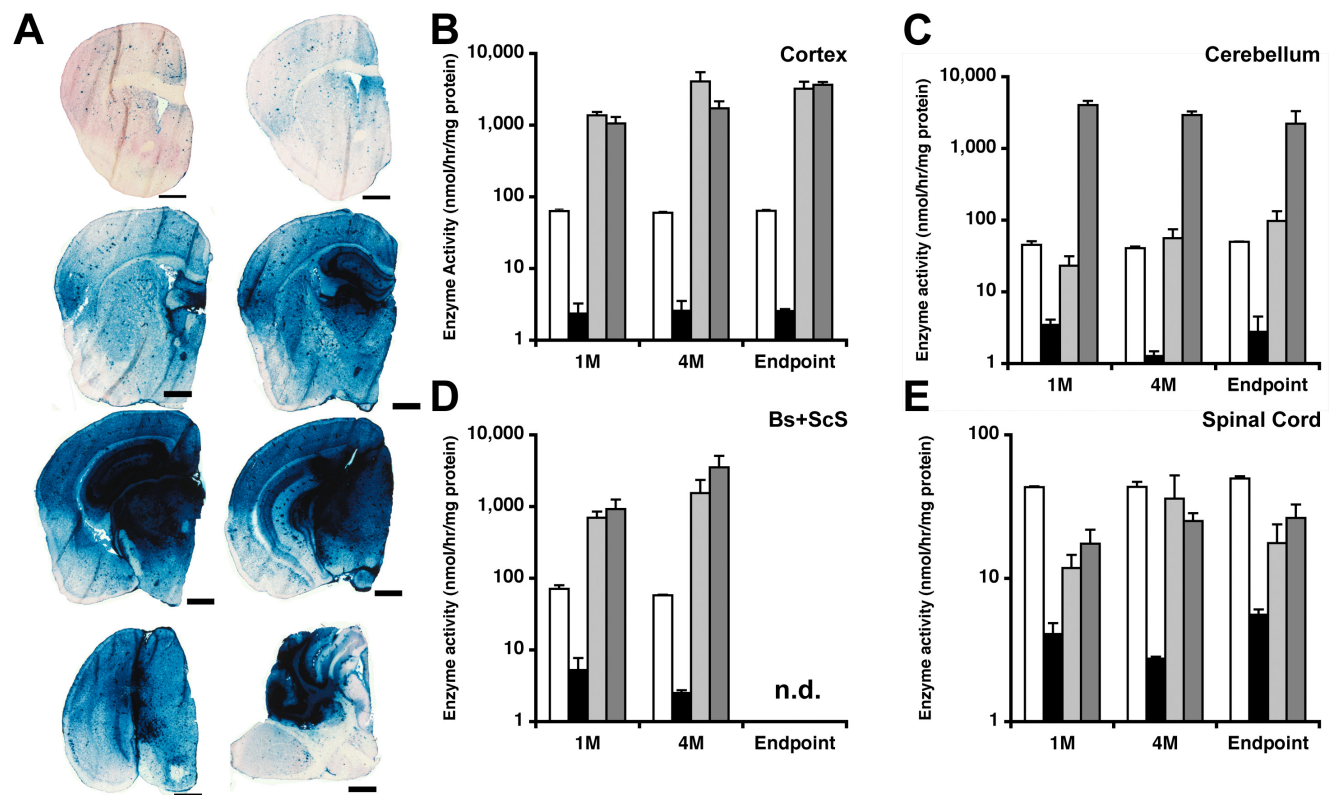 A
B
Cortex
Enzyme Activity (nmol/hr/mg protein)
10,000
1,000
100
10
1
1M
4M
Endpoint
C
Cerebellum
Enzyme activity (nmol/hr/mg protein)
10,000
1,000
100
10
1
1M
4M
Endpoint
D
Bs+ScS
Enzyme activity (nmol/hr/mg protein)
10,000
1,000
100
10
1
n.d.
1M
4M
Endpoint
E
Spinal Cord
Enzyme activity (nmol/hr/mg protein)
100
10
1
1M
4M
Endpoint